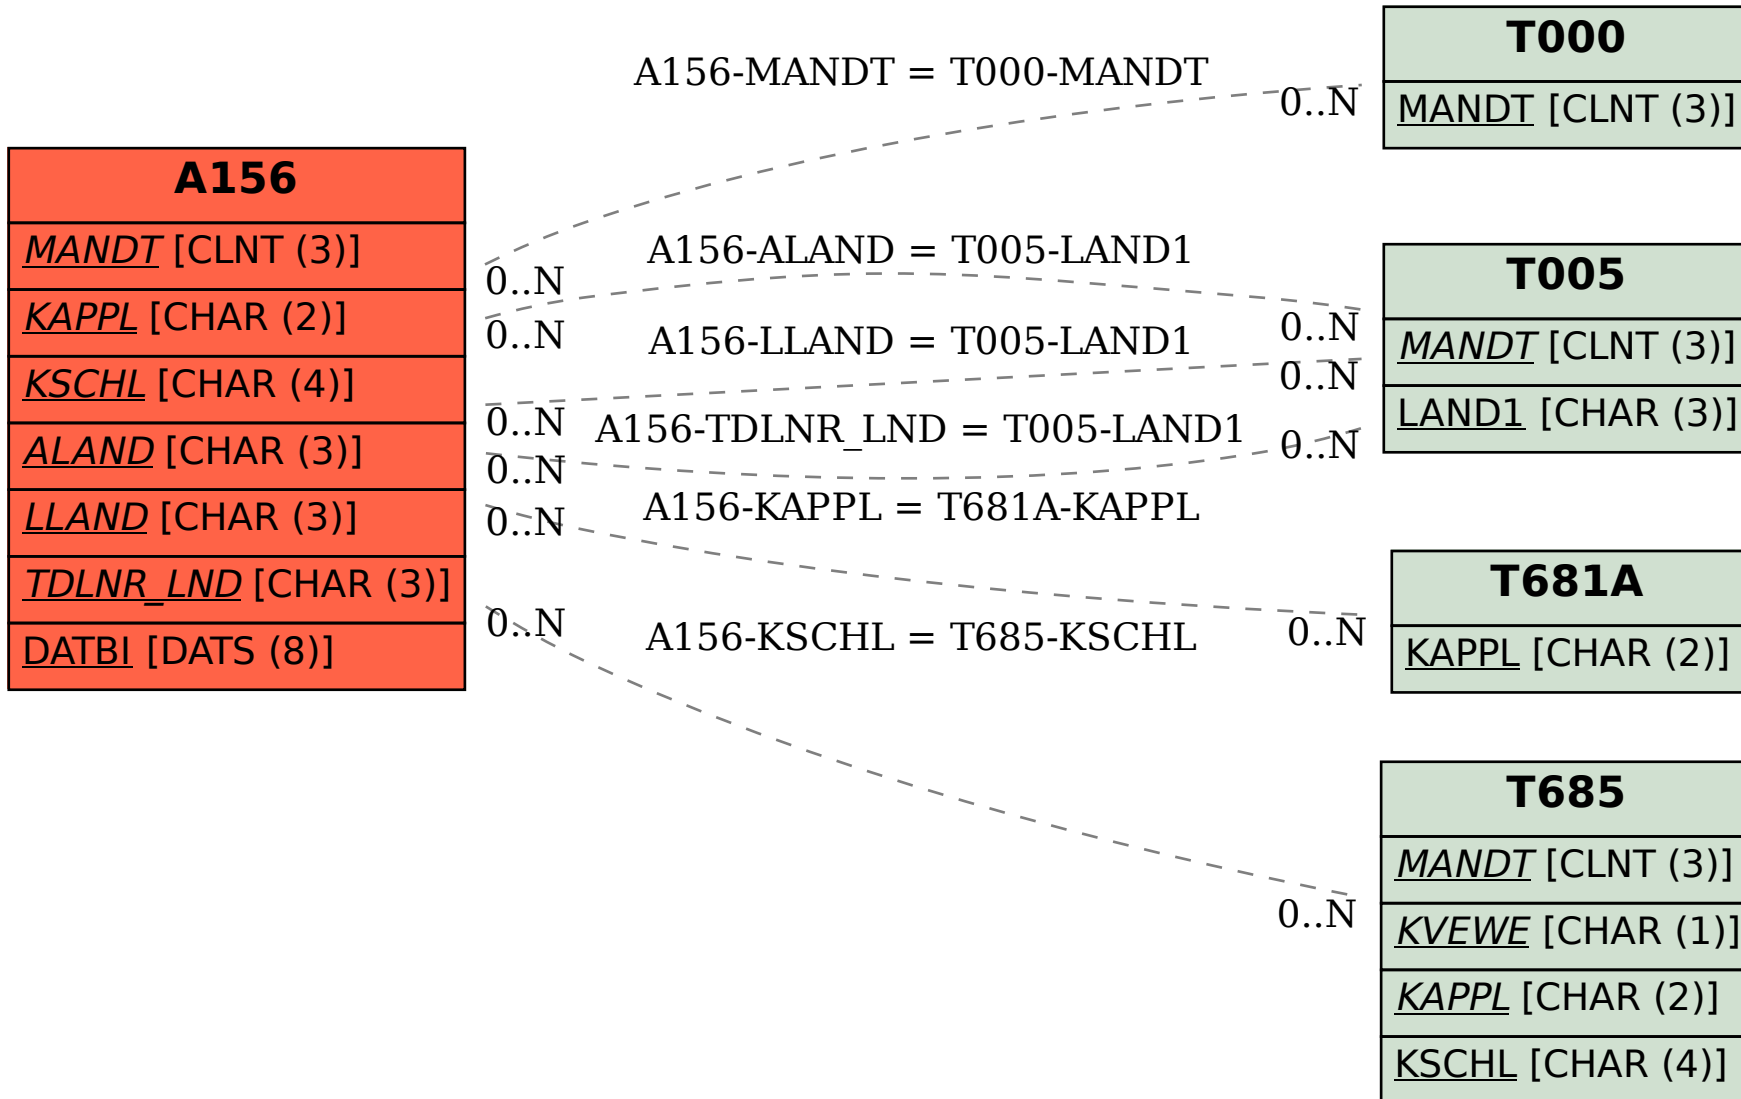 A156
MANDT [CLNT (3)]
KAPPL [CHAR (2)]
KSCHL [CHAR (4)]
ALAND [CHAR (3)]
LLAND [CHAR (3)]
TDLNR_LND [CHAR (3)]
DATBI [DATS (8)]
A156-MANDT = T000-MANDT
0..N
0..N
A156-ALAND = T005-LAND1
0..N
0..N
A156-LLAND = T005-LAND1
0..N
0..N
A156-TDLNR_LND = T005-LAND1
0..N
0..N
A156-KAPPL = T681A-KAPPL
0..N
0..N
A156-KSCHL = T685-KSCHL
0..N
0..N
T000
MANDT [CLNT (3)]
T005
MANDT [CLNT (3)]
LAND1 [CHAR (3)]
T681A
KAPPL [CHAR (2)]
T685
MANDT [CLNT (3)]
KVEWE [CHAR (1)]
KAPPL [CHAR (2)]
KSCHL [CHAR (4)]